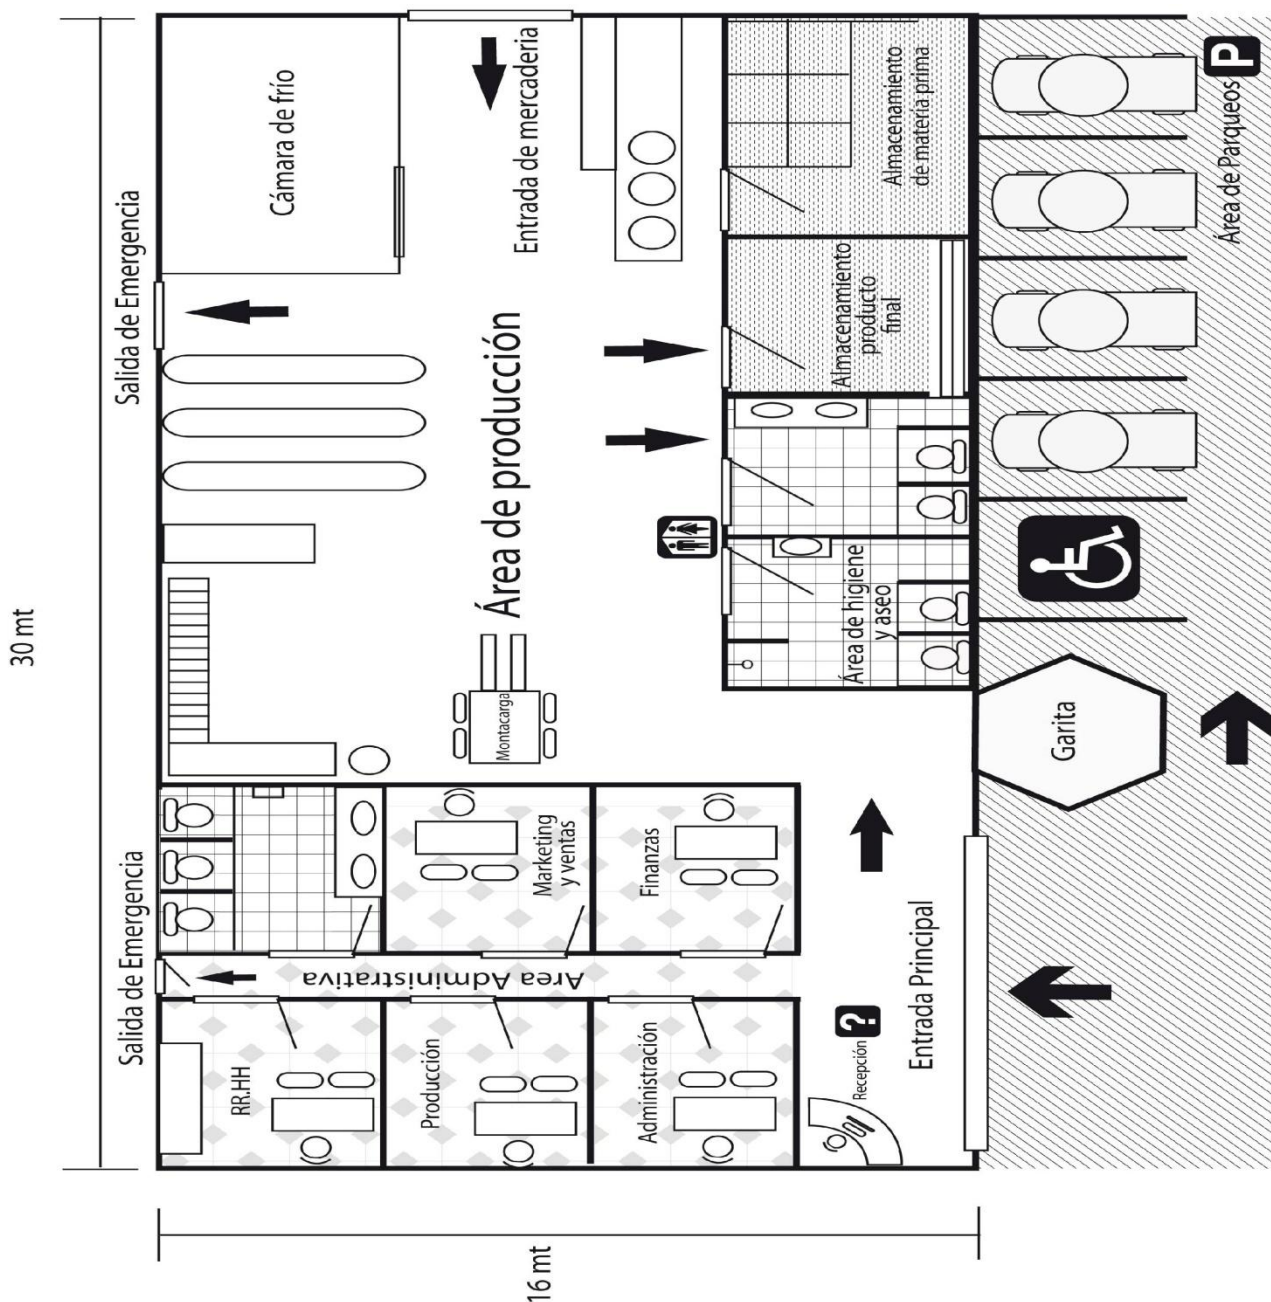 30 mt
Salida de Emergencia
Salida de Emergencia
16 mt
RR.HH
Cámara de frío
Area Administrativa
Producción
Marketing
y ventas
Montacarga
Área de producción
Entrada de mercaderia
Administración
Finanzas
Recepción
?
Entrada Principal
Área de higiene
y aseo
Almacenamiento
producto
final
Almacenamiento
de matería prima
Garita
Área de Parqueos
P